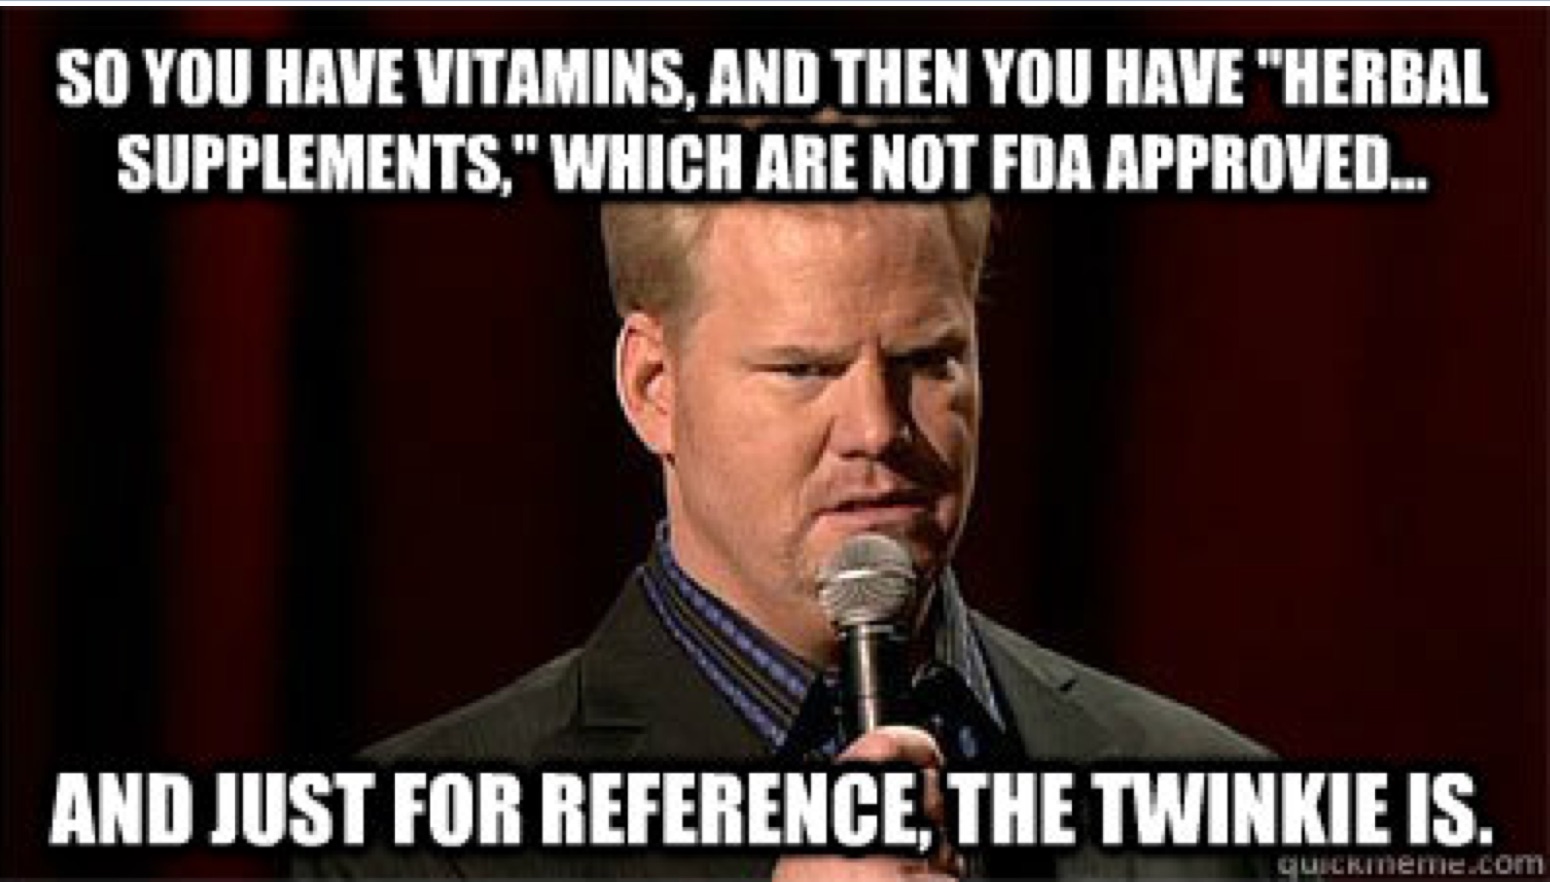 SO YOU HAVE VITAMINS, AND THEN YOU HAVE "HERBAL
SUPPLEMENTS," WHICH ARE NOT FDA APPROVED...
AND JUST FOR REFERENCE, THE TWINKIE IS.
quickmeme.com